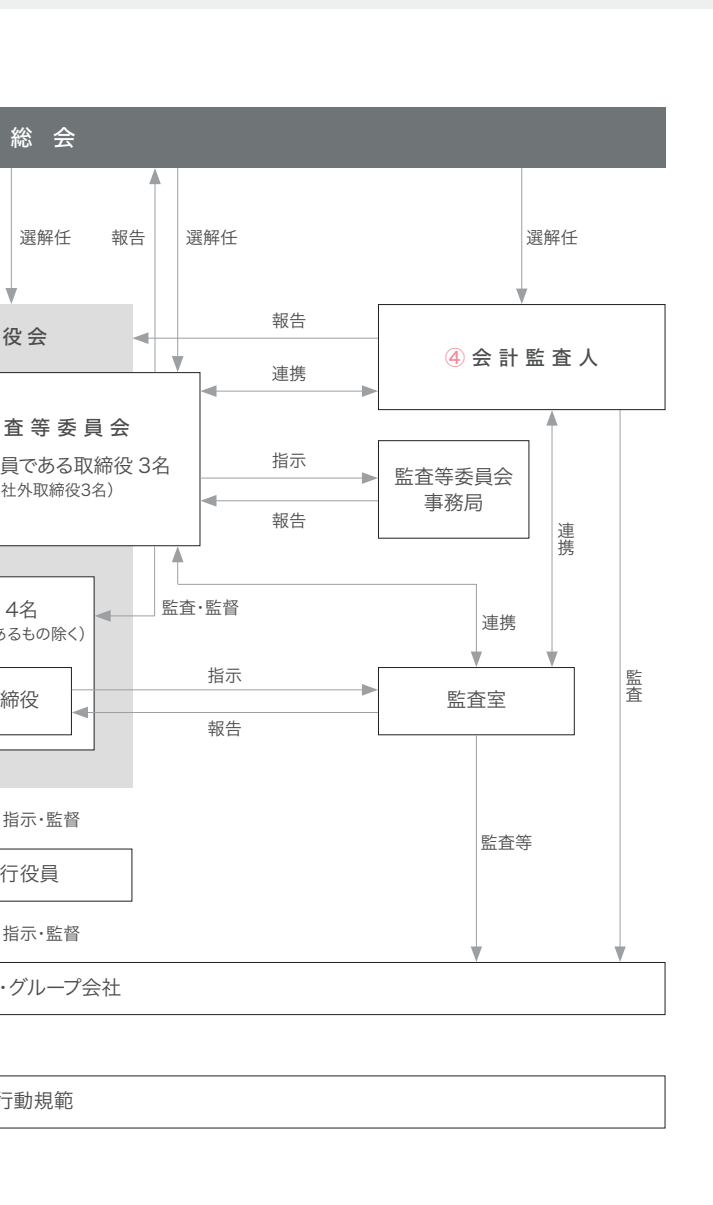 総 会
選解任
報告
選解任
選解任
役会
報告
④会計監査人
連携
査等委員会
員である取締役 3名
社外取締役3名）
指示
監査等委員会
事務局
報告
連携
4名
あるもの除く）
監査・監督
連携
締役
指示
監査室
監査
報告
指示・監督
監査等
行役員
指示・監督
・グループ会社
行動規範